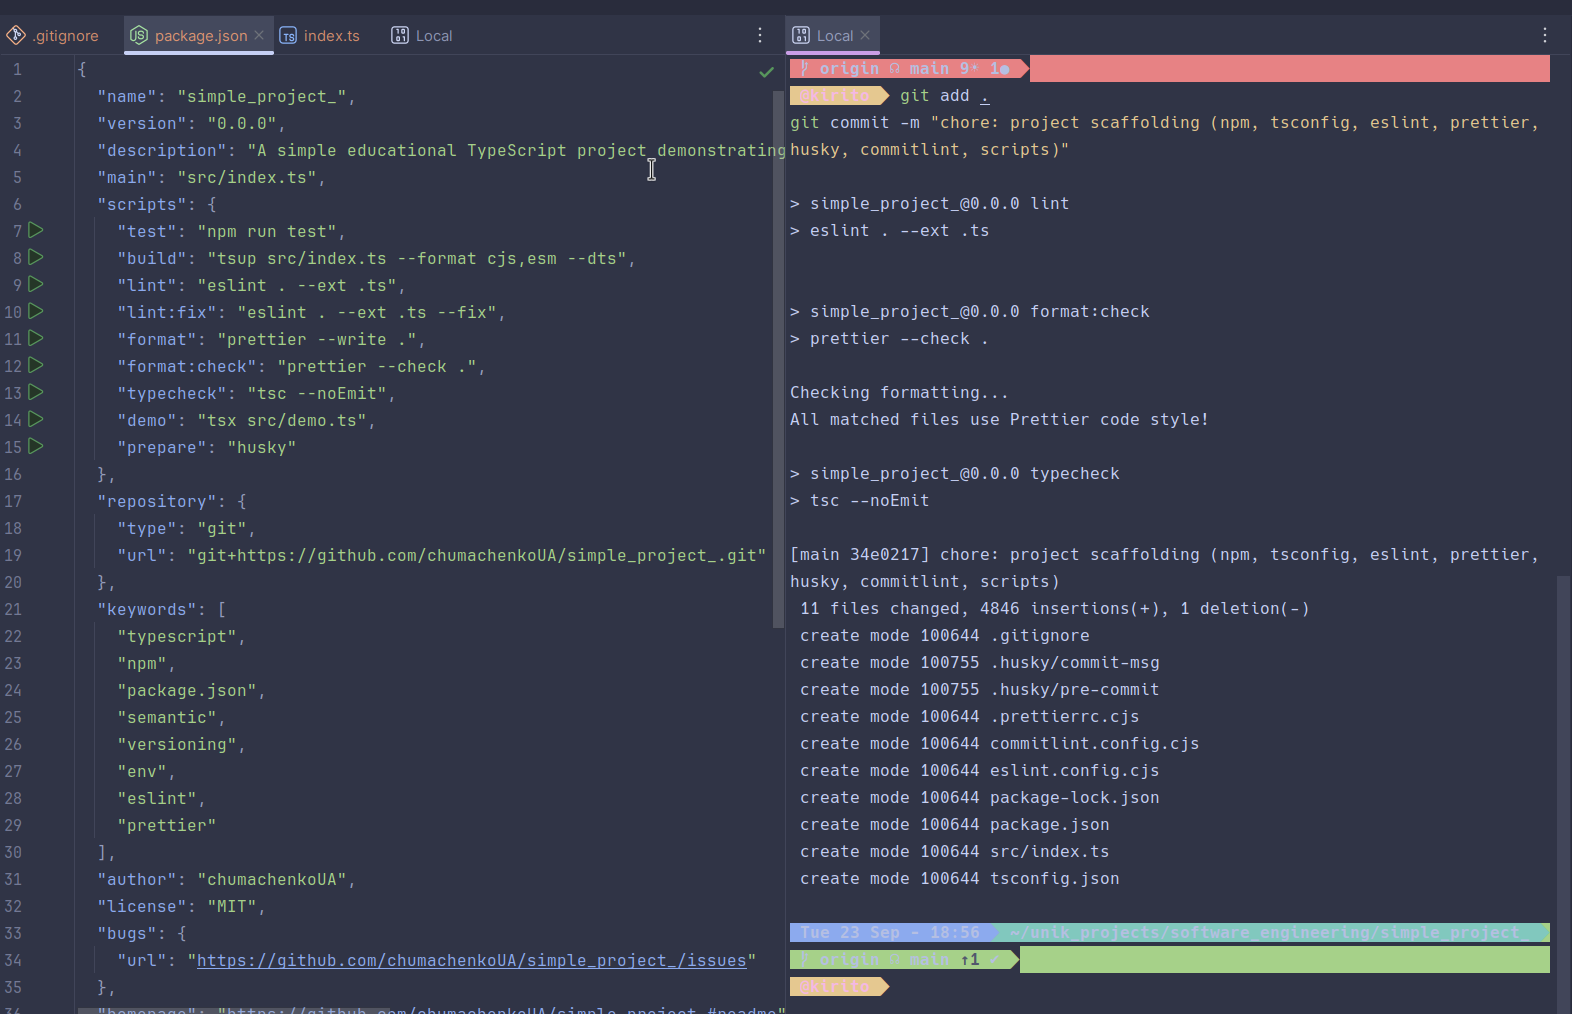 .gitignore package.json index.ts Local
1 {
2 "name": "simple_project_",
3 "version": "0.0.0",
4 "description": "A simple educational TypeScript project demonstrating
5 "main": "src/index.ts",
6 "scripts": {
7 "test": "npm run test",
8 "build": "tsup src/index.ts --format cjs,esm --dts",
9 "lint": "eslint . --ext .ts",
10 "lint:fix": "eslint . --ext .ts --fix",
11 "format": "prettier --write .",
12 "format:check": "prettier --check .",
13 "typecheck": "tsc --noEmit",
14 "demo": "tsx src/demo.ts",
15 "prepare": "husky"
16 },
17 "repository": {
18 "type": "git",
19 "url": "git+https://github.com/chumachenkoUA/simple_project_.git"
20 },
21 "keywords": [
22 "typescript",
23 "npm",
24 "package.json",
25 "semantic",
26 "versioning",
27 "env",
28 "eslint",
29 "prettier"
30 ],
31 "author": "chumachenkoUA",
32 "license": "MIT",
33 "bugs": {
34 "url": "https://github.com/chumachenkoUA/simple_project_/issues"
35 },
36 "homepage": "https://github.com/chumachenkoUA/simple_project_#readme"
Local
origin main 9* 1●
@kirito git add .
git commit -m "chore: project scaffolding (npm, tsconfig, eslint, prettier,
husky, commitlint, scripts)"
> simple_project_@0.0.0 lint
> eslint . --ext .ts
> simple_project_@0.0.0 format:check
> prettier --check .
Checking formatting...
All matched files use Prettier code style!
> simple_project_@0.0.0 typecheck
> tsc --noEmit
[main 34e0217] chore: project scaffolding (npm, tsconfig, eslint, prettier,
husky, commitlint, scripts)
11 files changed, 4846 insertions(+), 1 deletion(-)
create mode 100644 .gitignore
create mode 100755 .husky/commit-msg
create mode 100755 .husky/pre-commit
create mode 100644 .prettierrc.cjs
create mode 100644 commitlint.config.cjs
create mode 100644 eslint.config.cjs
create mode 100644 package-lock.json
create mode 100644 package.json
create mode 100644 src/index.ts
create mode 100644 tsconfig.json
Tue 23 Sep - 18:56 ~/unik_projects/software_engineering/simple_project_
origin main ↑1
@kirito